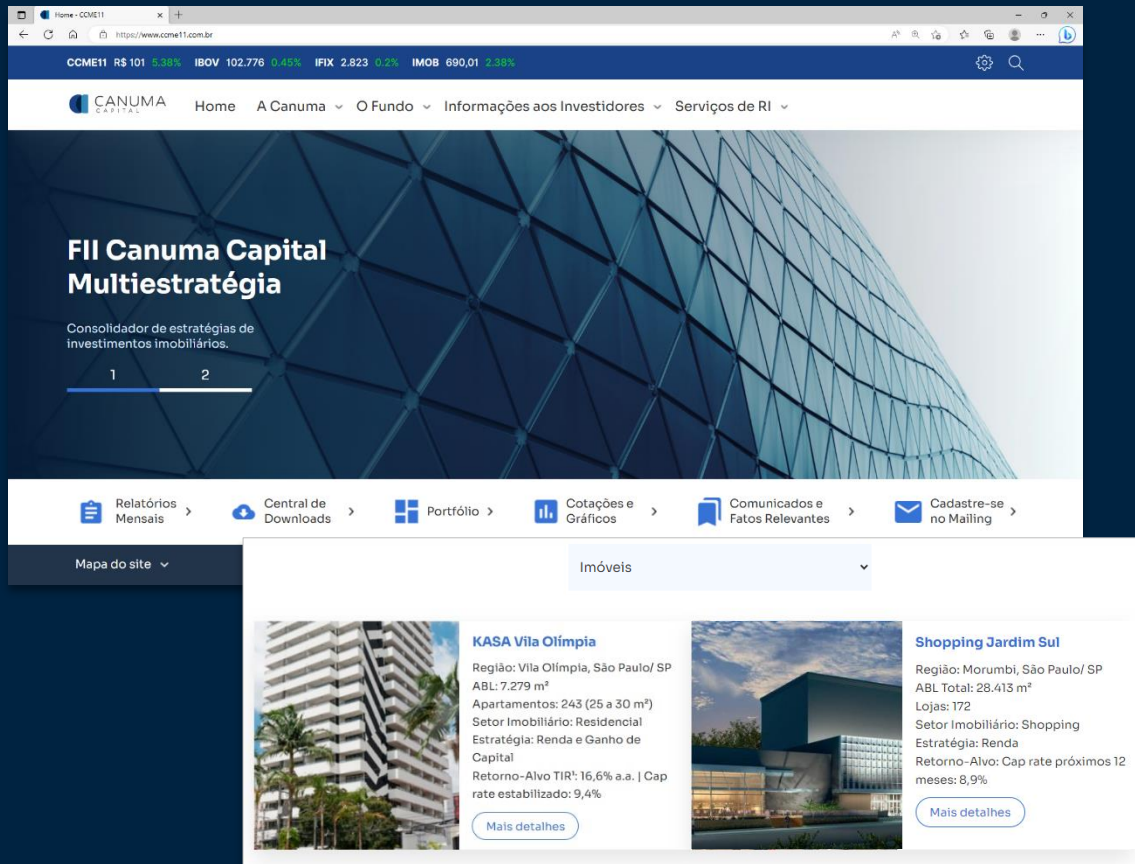 Home - CCME11
https://www.ccme11.com.br
CCME11 R$ 101 5.38% IBOV 102.776 0.45% IFIX 2.823 0.2% IMOB 690,01 2.38%
CANUMA
CAPITAL
Home A Canuma O Fundo Informações aos Investidores Serviços de RI
FII Canuma Capital
Multiestratégia
Consolidador de estratégias de
investimentos imobiliários.
1 2
Relatórios
Mensais
Central de
Downloads
Portfólio
Cotações e
Gráficos
Comunicados e
Fatos Relevantes
Cadastre-se
no Mailing
Mapa do site
Imóveis
KASA Vila Olímpia
Região: Vila Olímpia, São Paulo/ SP
ABL: 7.279 m²
Apartamentos: 243 (25 a 30 m²)
Setor Imobiliário: Residencial
Estratégia: Renda e Ganho de
Capital
Retorno-Alvo TIR¹: 16,6% a.a. | Cap
rate estabilizado: 9,4%
Mais detalhes
Shopping Jardim Sul
Região: Morumbi, São Paulo/ SP
ABL Total: 28.413 m²
Lojas: 172
Setor Imobiliário: Shopping
Estratégia: Renda
Retorno-Alvo: Cap rate próximos 12
meses: 8,9%
Mais detalhes